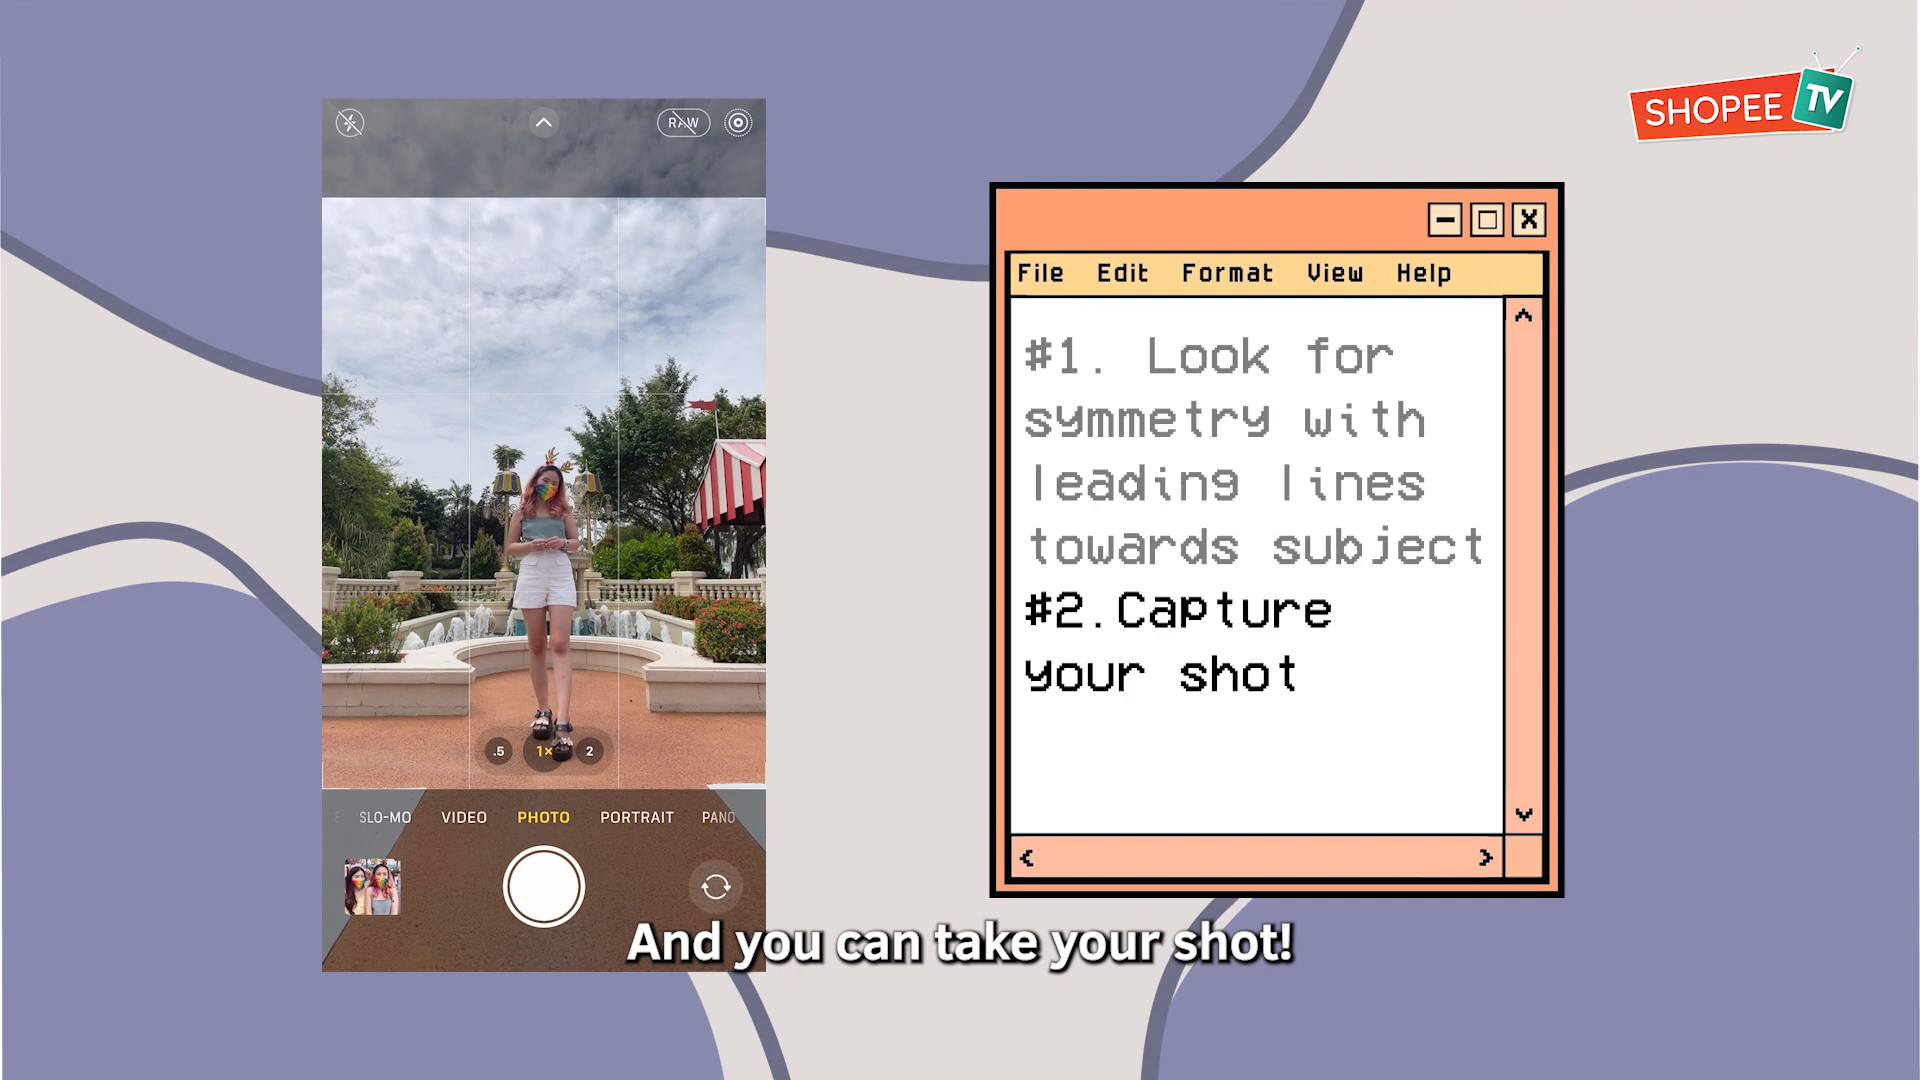 SHOPEE TV
RAW
File Edit Format View Help
#1. Look for
symmetry with
leading lines
towards subject
#2.Capture
your shot
.5 1× 2
SLO-MO VIDEO PHOTO PORTRAIT PANO
And you can take your shot!